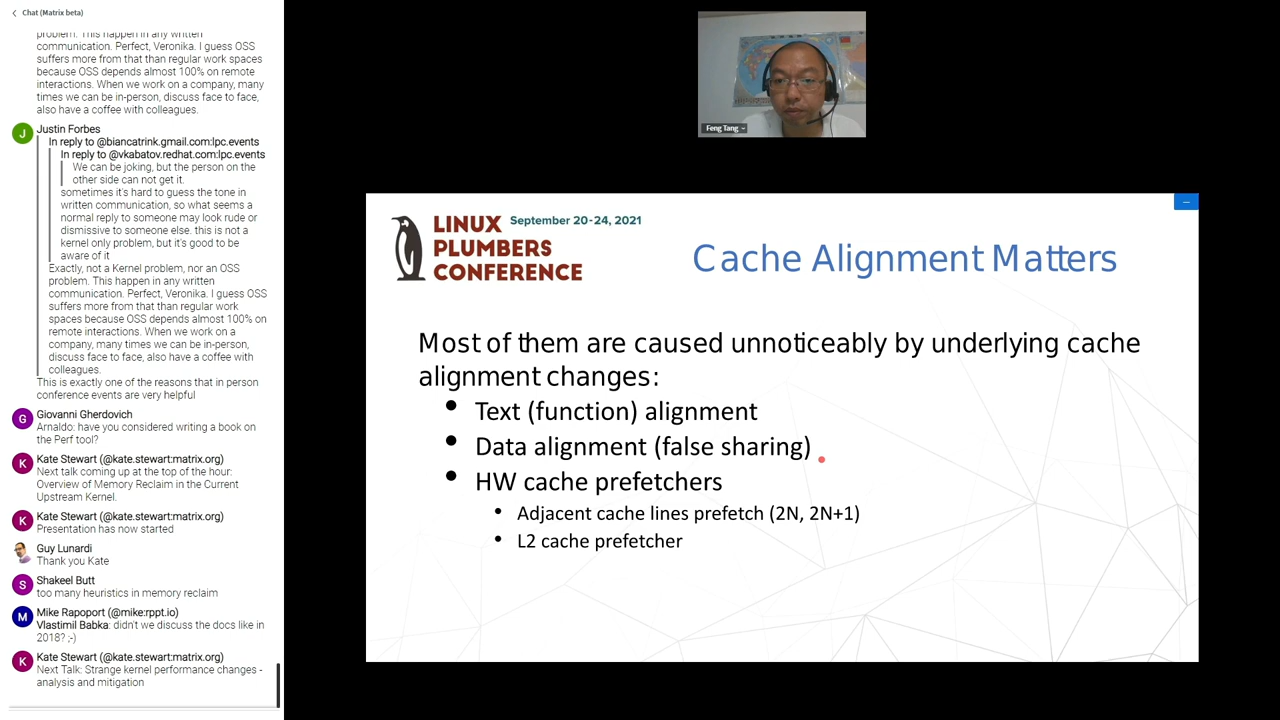 Chat (Matrix beta)
problem. This happen in any written
communication. Perfect, Veronika. I guess OSS
suffers more from that than regular work spaces
because OSS depends almost 100% on remote
interactions. When we work on a company, many
times we can be in-person, discuss face to face,
also have a coffee with colleagues.
J
Justin Forbes
In reply to @biancatrink.gmail.com:lpc.events
In reply to @vkabatov.redhat.com:lpc.events
We can be joking, but the person on the
other side can not get it.
sometimes it's hard to guess the tone in
written communication, so what seems a
normal reply to someone may look rude or
dismissive to someone else. this is not a
kernel only problem, but it's good to be
aware of it
Exactly, not a Kernel problem, nor an OSS
problem. This happen in any written
communication. Perfect, Veronika. I guess OSS
suffers more from that than regular work
spaces because OSS depends almost 100% on
remote interactions. When we work on a
company, many times we can be in-person,
discuss face to face, also have a coffee with
colleagues.
This is exactly one of the reasons that in person
conference events are very helpful
G
Giovanni Gherdovich
Arnaldo: have you considered writing a book on
the Perf tool?
K
Kate Stewart (@kate.stewart:matrix.org)
Next talk coming up at the top of the hour:
Overview of Memory Reclaim in the Current
Upstream Kernel.
K
Kate Stewart (@kate.stewart:matrix.org)
Presentation has now started
Guy Lunardi
Thank you Kate
S
Shakeel Butt
too many heuristics in memory reclaim
M
Mike Rapoport (@mike:rppt.io)
Vlastimil Babka: didn't we discuss the docs like in
2018? ;-)
K
Kate Stewart (@kate.stewart:matrix.org)
Next Talk: Strange kernel performance changes -
analysis and mitigation
Feng Tang
LINUX September 20-24, 2021
PLUMBERS
CONFERENCE
Cache Alignment Matters
Most of them are caused unnoticeably by underlying cache
alignment changes:
• Text (function) alignment
• Data alignment (false sharing)
• HW cache prefetchers
• Adjacent cache lines prefetch (2N, 2N+1)
• L2 cache prefetcher